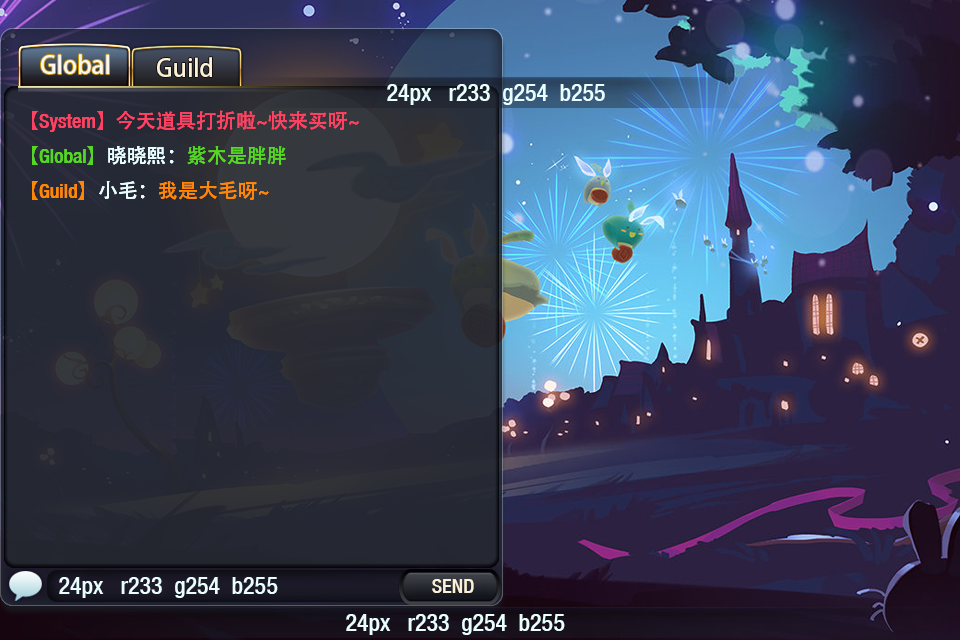 Global Guild
24px r233 g254 b255
【System】今天道具打折啦~快来买呀~
【Global】晓晓熙：紫木是胖胖
【Guild】小毛：我是大毛呀~
24px r233 g254 b255 SEND
24px r233 g254 b255